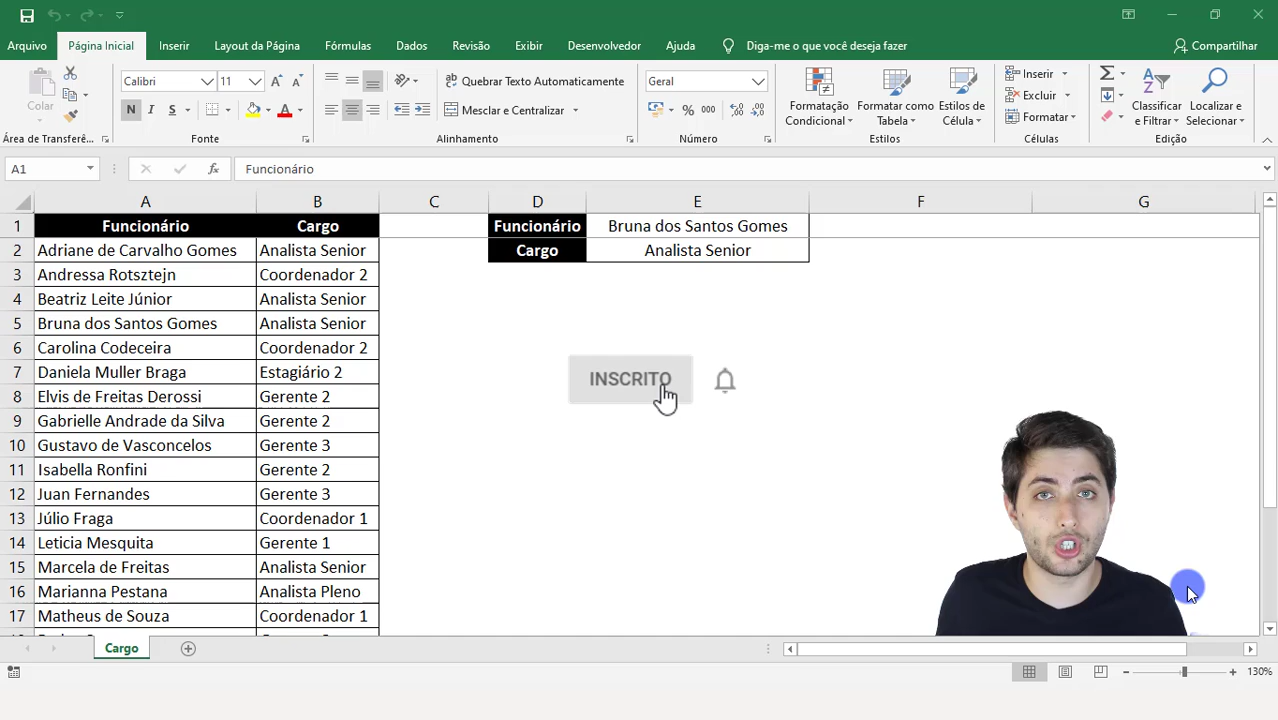 Arquivo Página Inicial Inserir Layout da Página Fórmulas Dados Revisão Exibir Desenvolvedor Ajuda Diga-me o que você deseja fazer Compartilhar
Colar
Calibri 11
N I S A
Quebrar Texto Automaticamente
Mesclar e Centralizar
Geral
% 000
Formatação Condicional
Formatar como Tabela
Estilos de Célula
Inserir
Excluir
Formatar
Classificar e Filtrar
Localizar e Selecionar
Área de Transferê... Fonte Alinhamento Número Estilos Células Edição
A1 fx Funcionário
A B C D E F G
1 Funcionário Cargo Funcionário Bruna dos Santos Gomes
2 Adriane de Carvalho Gomes Analista Senior Cargo Analista Senior
3 Andressa Rotsztejn Coordenador 2
4 Beatriz Leite Júnior Analista Senior
5 Bruna dos Santos Gomes Analista Senior
6 Carolina Codeceira Coordenador 2
7 Daniela Muller Braga Estagiário 2
INSCRITO
8 Elvis de Freitas Derossi Gerente 2
9 Gabrielle Andrade da Silva Gerente 2
10 Gustavo de Vasconcelos Gerente 3
11 Isabella Ronfini Gerente 2
12 Juan Fernandes Gerente 3
13 Júlio Fraga Coordenador 1
14 Leticia Mesquita Gerente 1
15 Marcela de Freitas Analista Senior
16 Marianna Pestana Analista Pleno
17 Matheus de Souza Coordenador 1
Cargo
130%